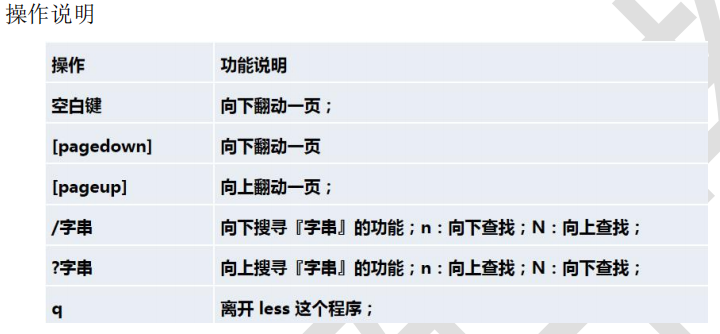 操作说明
操作 功能说明
空白键 向下翻动一页；
[pagedown] 向下翻动一页
[pageup] 向上翻动一页；
/字串 向下搜寻『字串』的功能；n：向下查找；N：向上查找；
?字串 向上搜寻『字串』的功能；n：向上查找；N：向下查找；
q 离开 less 这个程序；